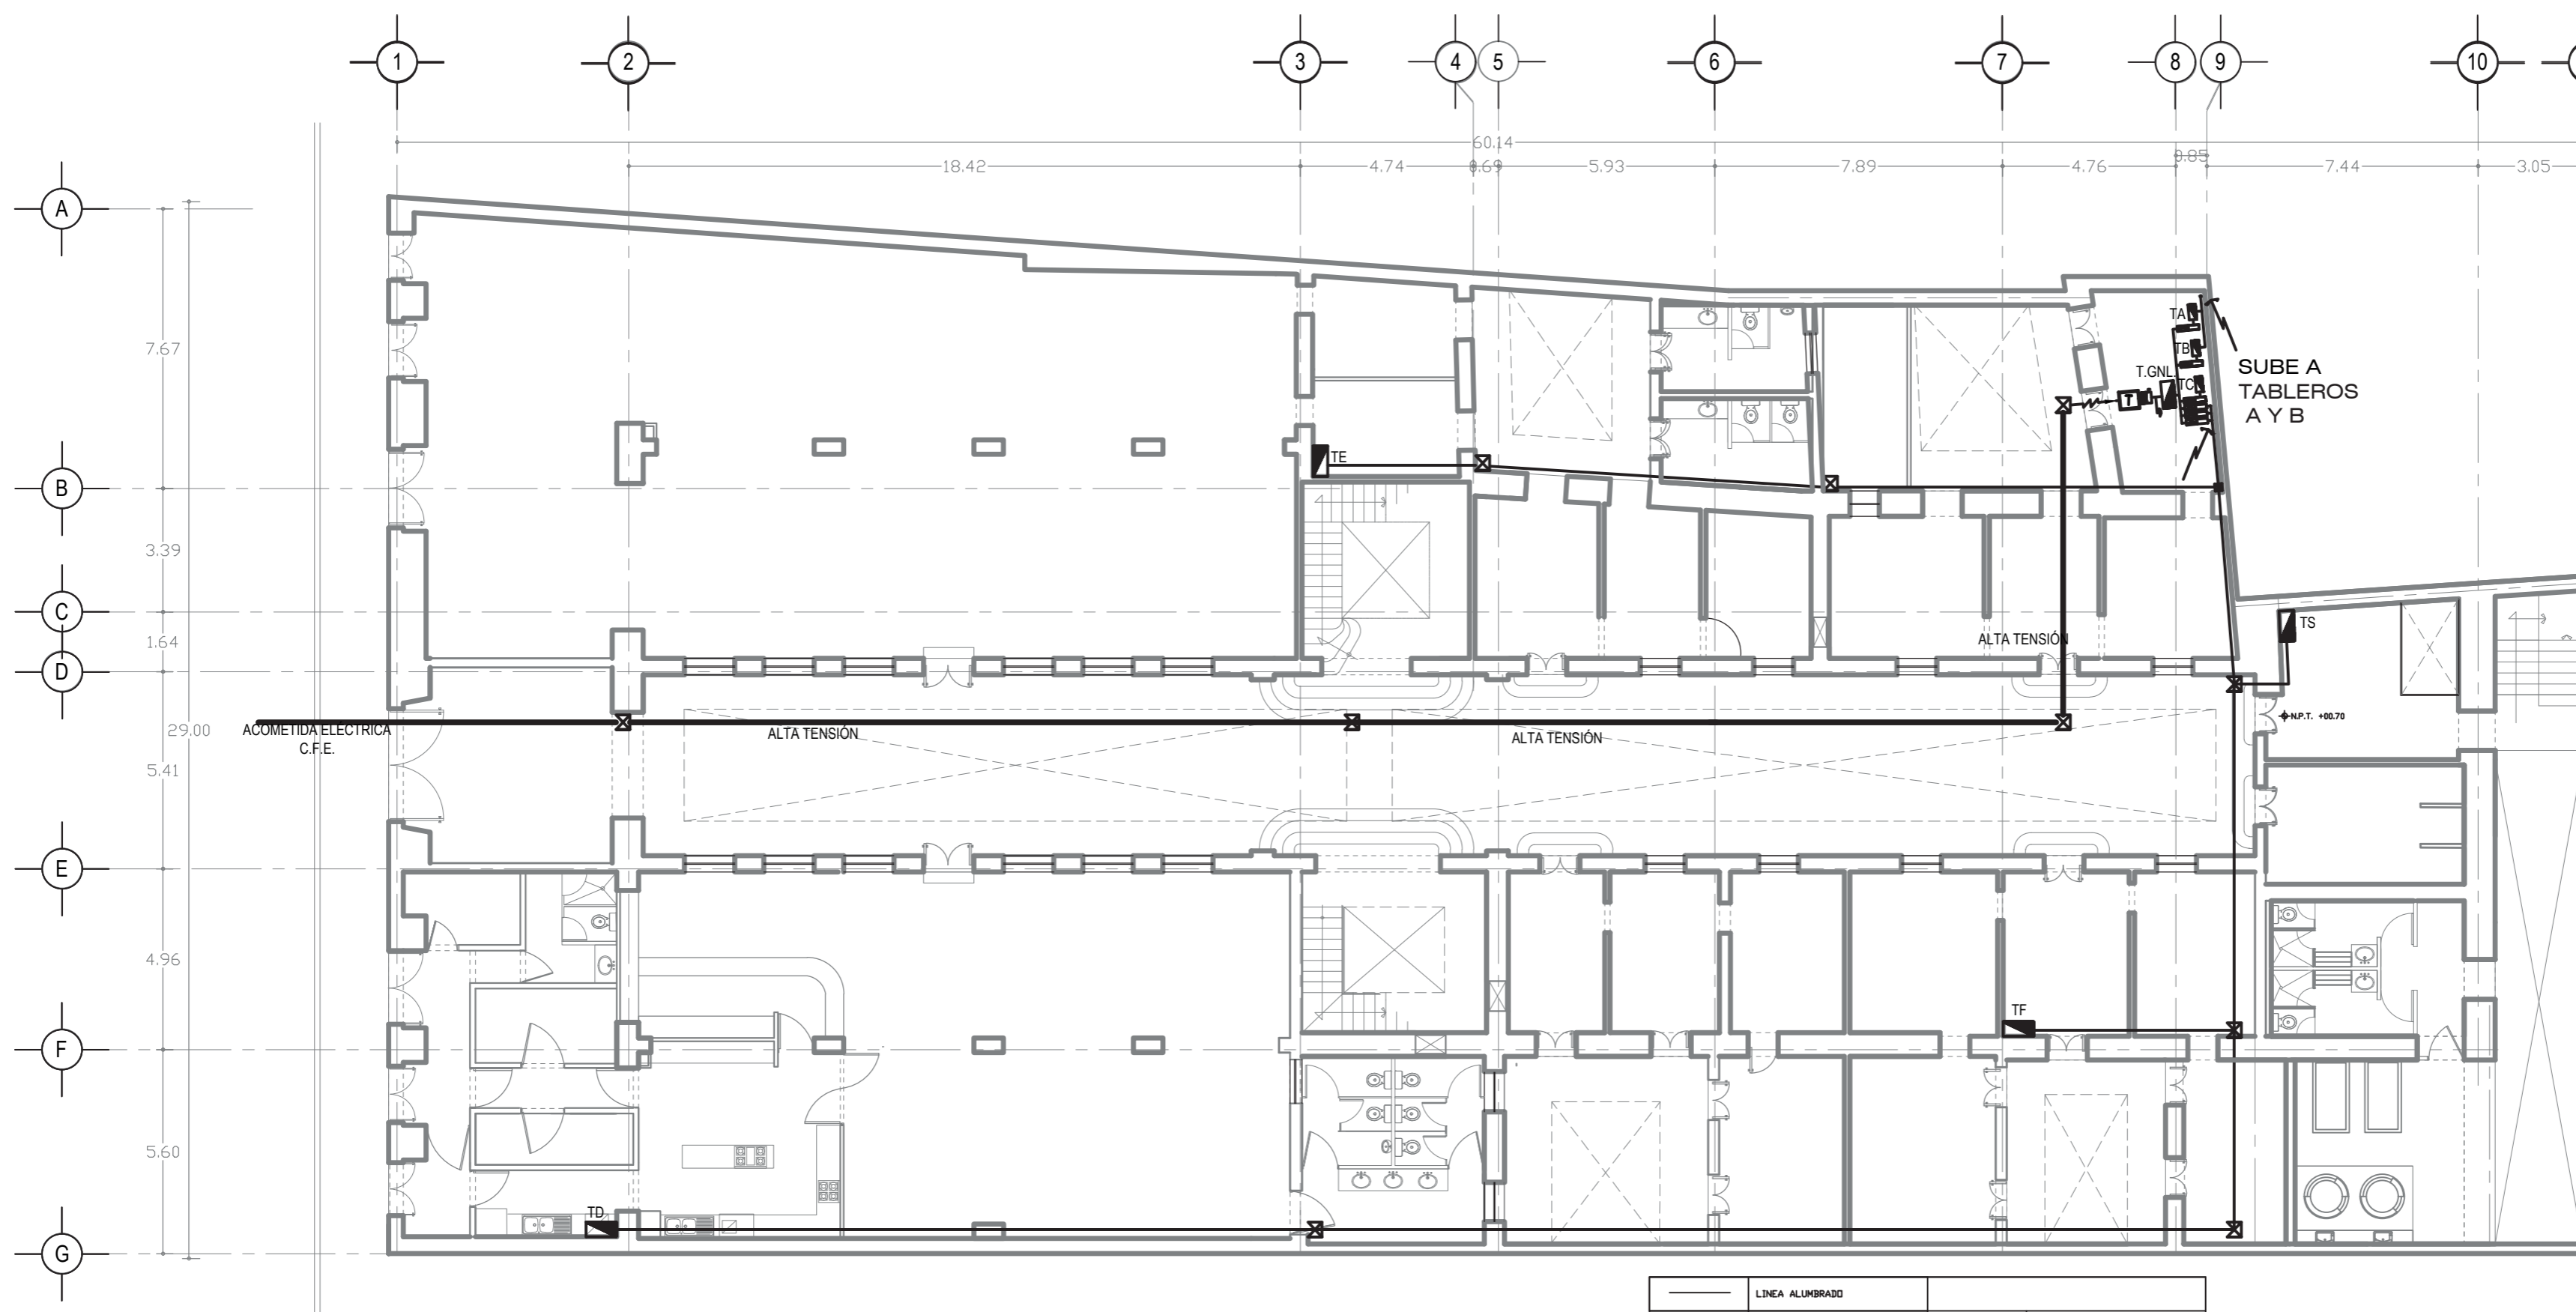 1
2
3
4
5
6
7
8
9
10
60.14
18.42
4.74
0.69
5.93
7.89
4.76
0.85
7.44
3.05
A
7.67
B
3.39
C
1.64
D
29.00
5.41
E
4.96
F
5.60
G
TA
TB
T.GNL.
TC
T
SUBE A
TABLEROS
A Y B
TE
TS
ALTA TENSIÓN
N.P.T. +00.70
ACOMETIDA ELÉCTRICA
C.F.E.
ALTA TENSIÓN
ALTA TENSIÓN
TF
TD
LINEA ALUMBRADO